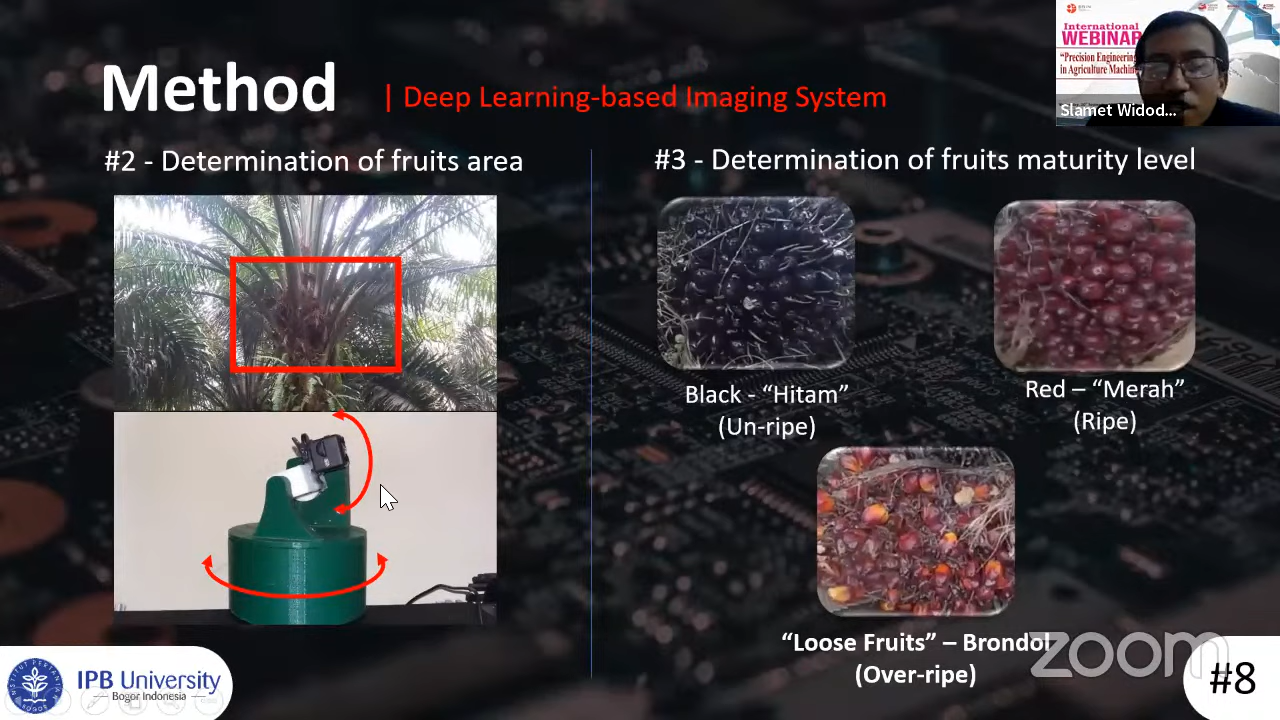 International
WEBINAR
"Precision Engineering
in Agriculture Machin
Slamet Widod...
Method
| Deep Learning-based Imaging System
#2 - Determination of fruits area
#3 - Determination of fruits maturity level
Black - “Hitam”
(Un-ripe)
Red – “Merah”
(Ripe)
“Loose Fruits” – Brondol
(Over-ripe)
zoom
IPB University
Bogor Indonesia
#8